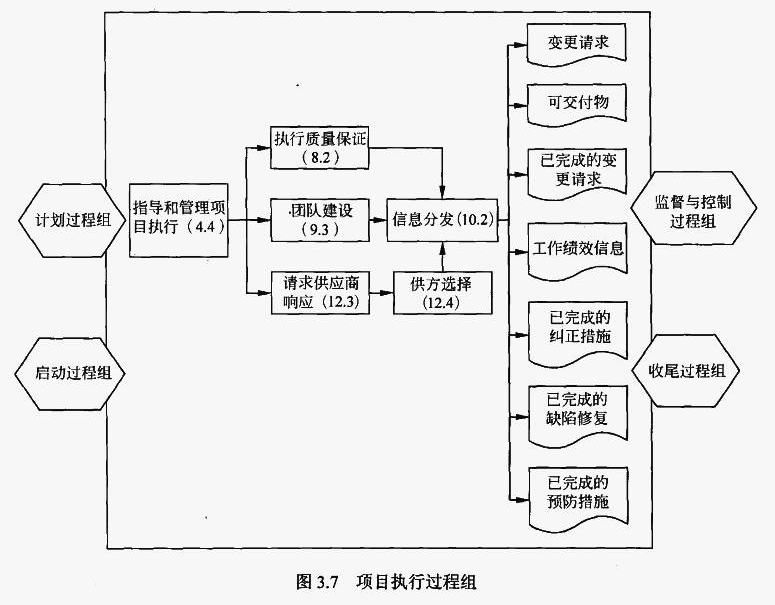 变更请求
可交付物
已完成的变
更请求
工作绩效信息
已完成的
纠正措施
已完成的
缺陷修复
已完成的
预防措施
执行质量保证
(8.2)
团队建设
(9.3)
请求供应商
响应(12.3)
信息分发(10.2)
供方选择
(12.4)
指导和管理项
目执行(4.4)
计划过程组
启动过程组
监督与控制
过程组
收尾过程组
图 3.7 项目执行过程组